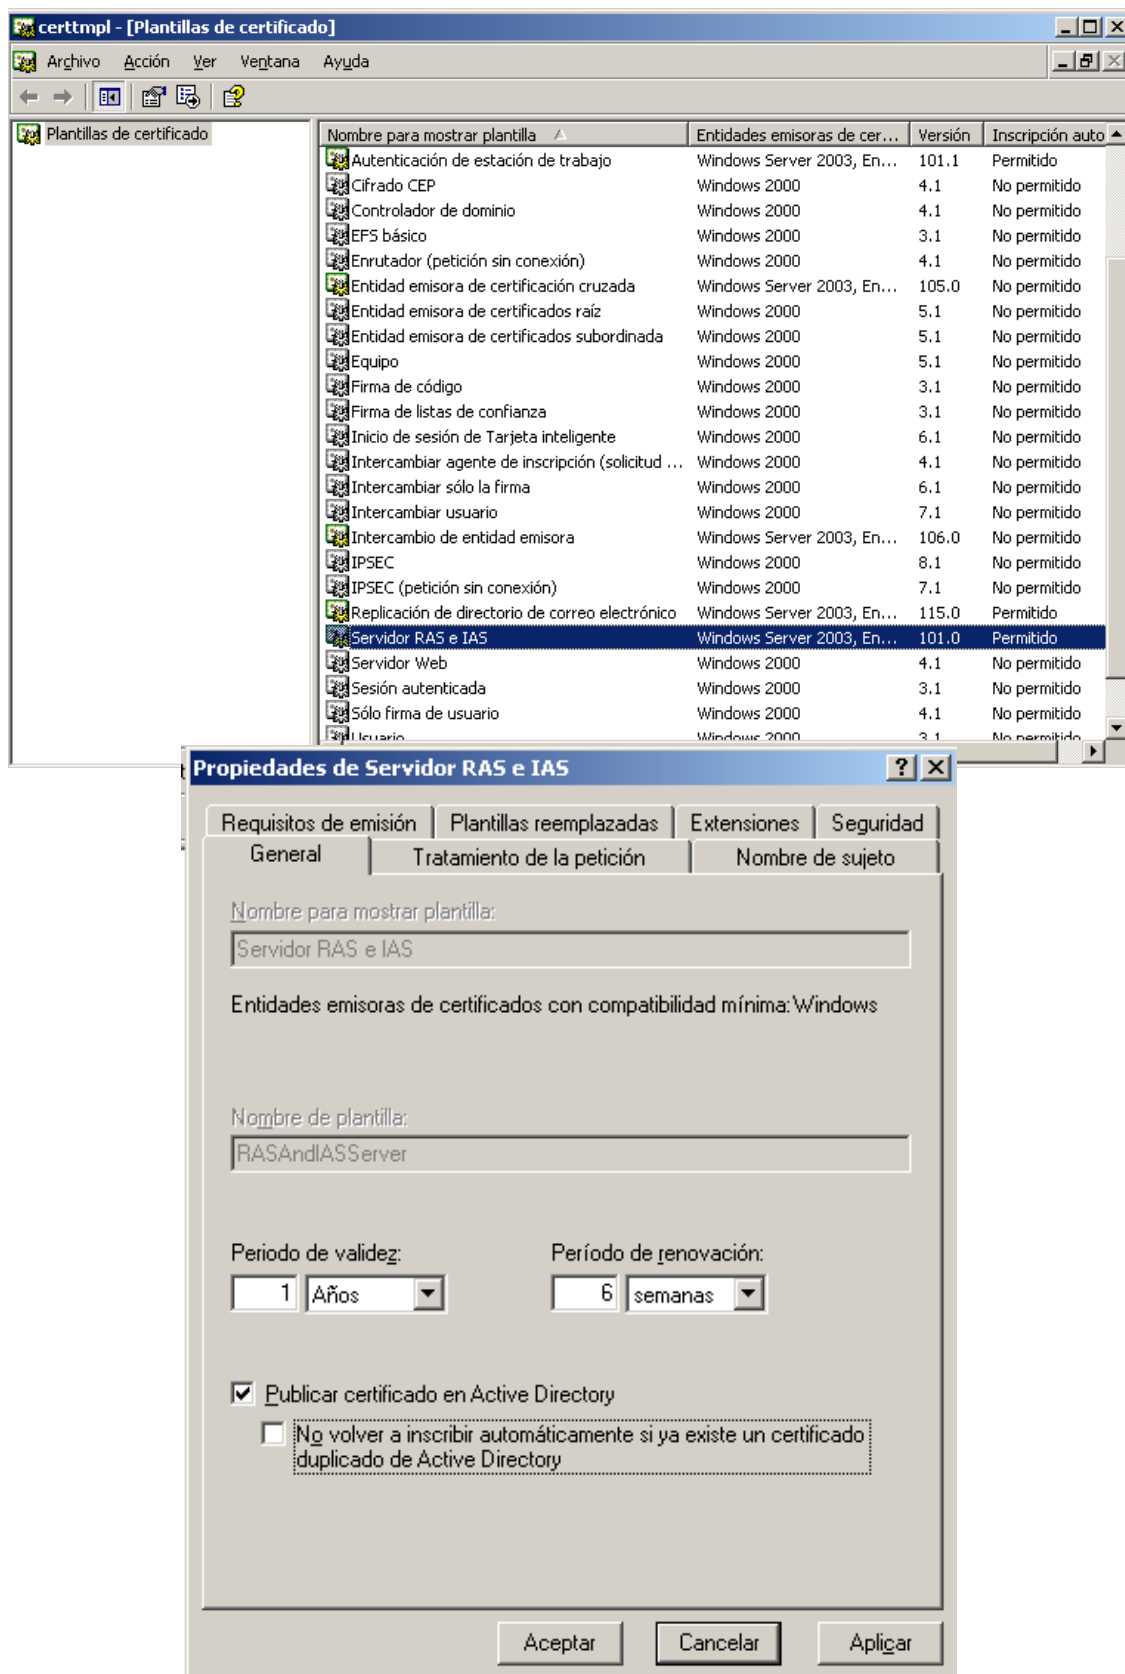 certtmpl - [Plantillas de certificado]
Archivo Acción Ver Ventana Ayuda
Plantillas de certificado
Nombre para mostrar plantilla Entidades emisoras de cer... Versión Inscripción auto
Autenticación de estación de trabajo Windows Server 2003, En... 101.1 Permitido
Cifrado CEP Windows 2000 4.1 No permitido
Controlador de dominio Windows 2000 4.1 No permitido
EFS básico Windows 2000 3.1 No permitido
Enrutador (petición sin conexión) Windows 2000 4.1 No permitido
Entidad emisora de certificación cruzada Windows Server 2003, En... 105.0 No permitido
Entidad emisora de certificados raíz Windows 2000 5.1 No permitido
Entidad emisora de certificados subordinada Windows 2000 5.1 No permitido
Equipo Windows 2000 5.1 No permitido
Firma de código Windows 2000 3.1 No permitido
Firma de listas de confianza Windows 2000 3.1 No permitido
Inicio de sesión de Tarjeta inteligente Windows 2000 6.1 No permitido
Intercambiar agente de inscripción (solicitud ... Windows 2000 4.1 No permitido
Intercambiar sólo la firma Windows 2000 6.1 No permitido
Intercambiar usuario Windows 2000 7.1 No permitido
Intercambio de entidad emisora Windows Server 2003, En... 106.0 No permitido
IPSEC Windows 2000 8.1 No permitido
IPSEC (petición sin conexión) Windows 2000 7.1 No permitido
Replicación de directorio de correo electrónico Windows Server 2003, En... 115.0 Permitido
Servidor RAS e IAS Windows Server 2003, En... 101.0 Permitido
Servidor Web Windows 2000 4.1 No permitido
Sesión autenticada Windows 2000 3.1 No permitido
Sólo firma de usuario Windows 2000 4.1 No permitido
Usuario Windows 2000 3.1 No permitido
Propiedades de Servidor RAS e IAS
Requisitos de emisión Plantillas reemplazadas Extensiones Seguridad
General Tratamiento de la petición Nombre de sujeto
Nombre para mostrar plantilla:
Servidor RAS e IAS
Entidades emisoras de certificados con compatibilidad mínima: Windows
Nombre de plantilla:
RASAndIASServer
Periodo de validez: Período de renovación:
1 Años 6 semanas
Publicar certificado en Active Directory
No volver a inscribir automáticamente si ya existe un certificado
duplicado de Active Directory
Aceptar Cancelar Aplicar